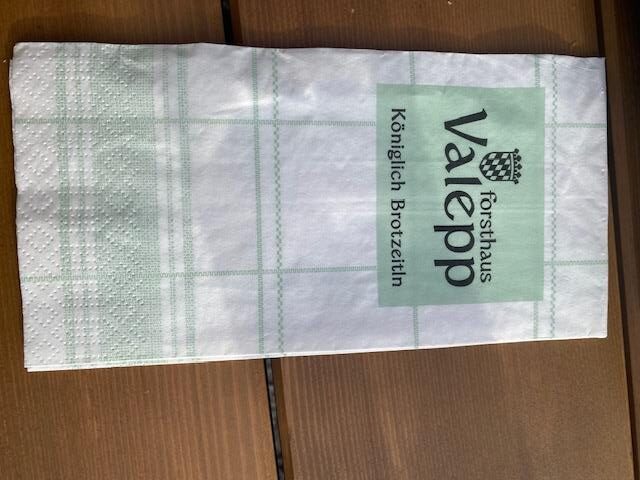 forsthaus
Valepp
Königlich Brotzeitln